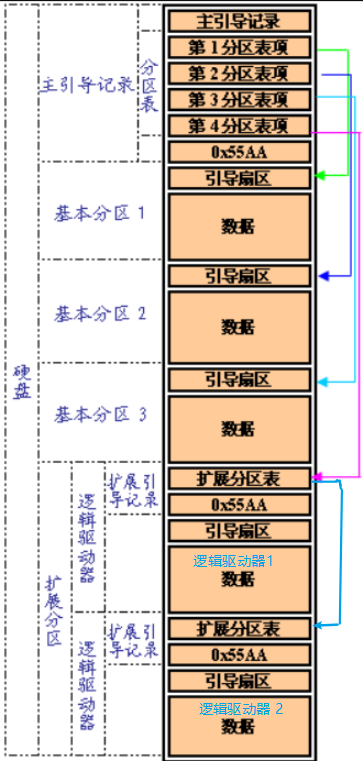 硬盘
主引导记录
分区表
主引导记录
第1分区表项
第2分区表项
第3分区表项
第4分区表项
0x55AA
基本分区 1
引导扇区
数据
基本分区 2
引导扇区
数据
基本分区 3
引导扇区
数据
扩展分区
逻辑驱动器
扩展引
导记录
扩展分区表
0x55AA
引导扇区
逻辑驱动器1
数据
逻辑驱动器
扩展引
导记录
扩展分区表
0x55AA
引导扇区
逻辑驱动器 2
数据